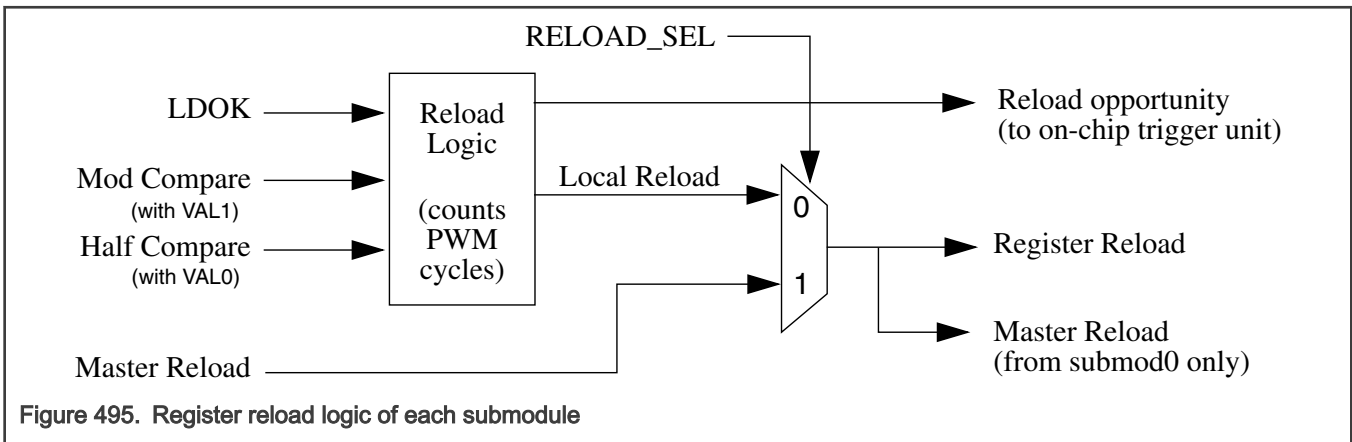 RELOAD_SEL
LDOK
Reload
Logic
Reload opportunity
(to on-chip trigger unit)
Mod Compare
(with VAL1)
Local Reload
0
(counts
PWM
cycles)
Half Compare
(with VAL0)
Register Reload
1
Master Reload
Master Reload
(from submod0 only)
Figure 495. Register reload logic of each submodule